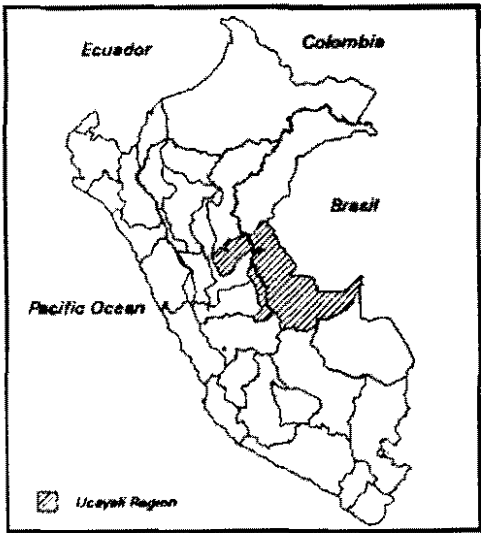 Ecuador
Colombia
Brasil
Pacific Ocean
Ucayali Region